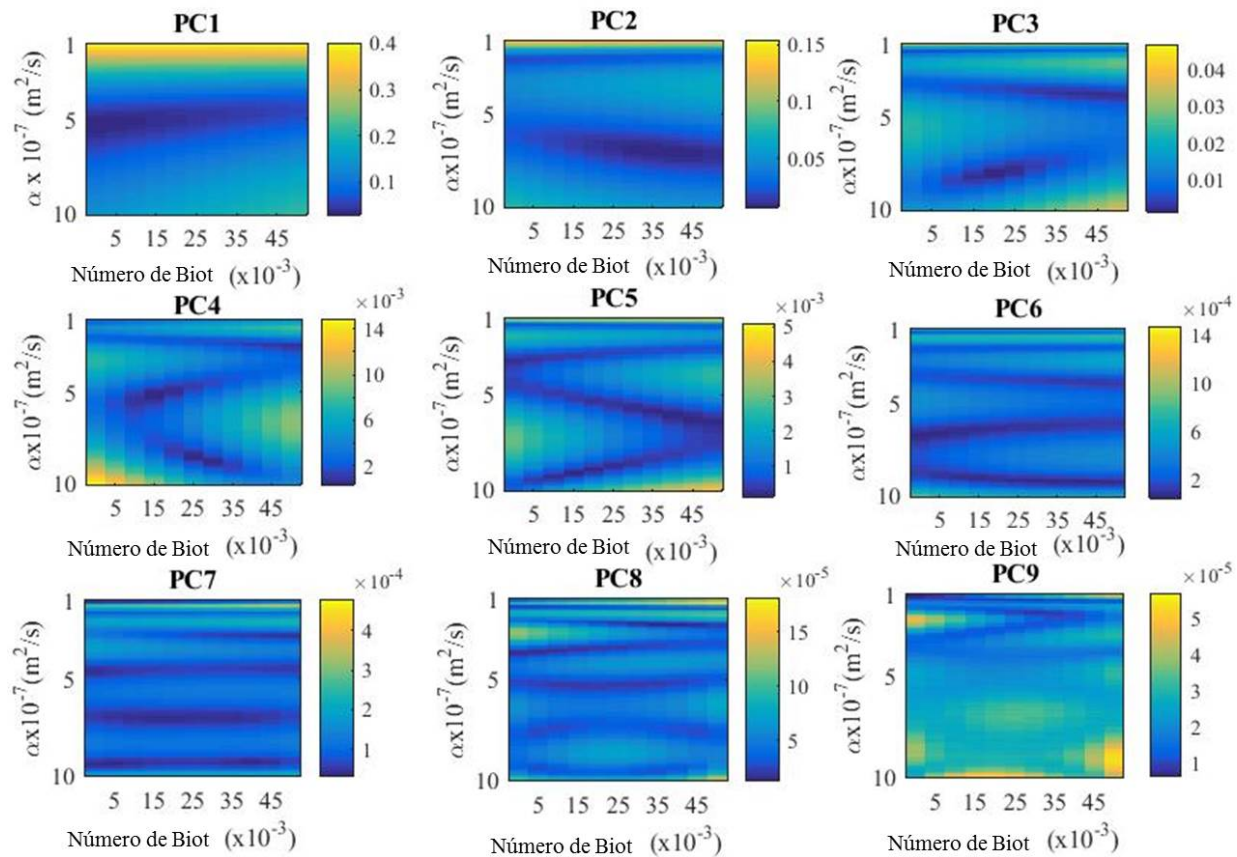 PC1
PC2
PC3
1
5
10
α x 10⁻⁷ (m²/s)
5 15 25 35 45
Número de Biot (x10⁻³)
0.4
0.3
0.2
0.1
1
5
10
αx10⁻⁷(m²/s)
5 15 25 35 45
Número de Biot (x10⁻³)
0.15
0.1
0.05
1
5
10
αx10⁻⁷(m²/s)
5 15 25 35 45
Número de Biot (x10⁻³)
0.04
0.03
0.02
0.01
PC4
×10⁻³
1
5
10
αx10⁻⁷(m²/s)
5 15 25 35 45
Número de Biot (x10⁻³)
14
10
6
2
PC5
×10⁻³
1
5
10
αx10⁻⁷(m²/s)
5 15 25 35 45
Número de Biot (x10⁻³)
5
4
3
2
1
PC6
×10⁻⁴
1
5
10
αx10⁻⁷(m²/s)
5 15 25 35 45
Número de Biot (x10⁻³)
14
10
6
2
PC7
×10⁻⁴
1
5
10
αx10⁻⁷(m²/s)
5 15 25 35 45
Número de Biot (x10⁻³)
4
3
2
1
PC8
×10⁻⁵
1
5
10
αx10⁻⁷(m²/s)
5 15 25 35 45
Número de Biot (x10⁻³)
15
10
5
PC9
×10⁻⁵
1
5
10
αx10⁻⁷(m²/s)
5 15 25 35 45
Número de Biot (x10⁻³)
5
4
3
2
1